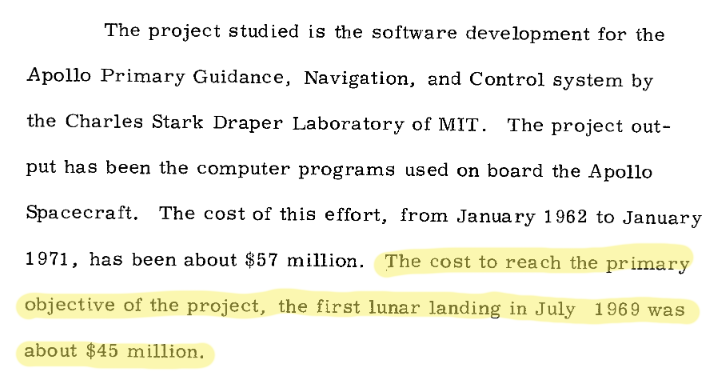 The project studied is the software development for the
Apollo Primary Guidance, Navigation, and Control system by
the Charles Stark Draper Laboratory of MIT. The project out-
put has been the computer programs used on board the Apollo
Spacecraft. The cost of this effort, from January 1962 to January
1971, has been about $57 million. The cost to reach the primary
objective of the project, the first lunar landing in July 1969 was
about $45 million.